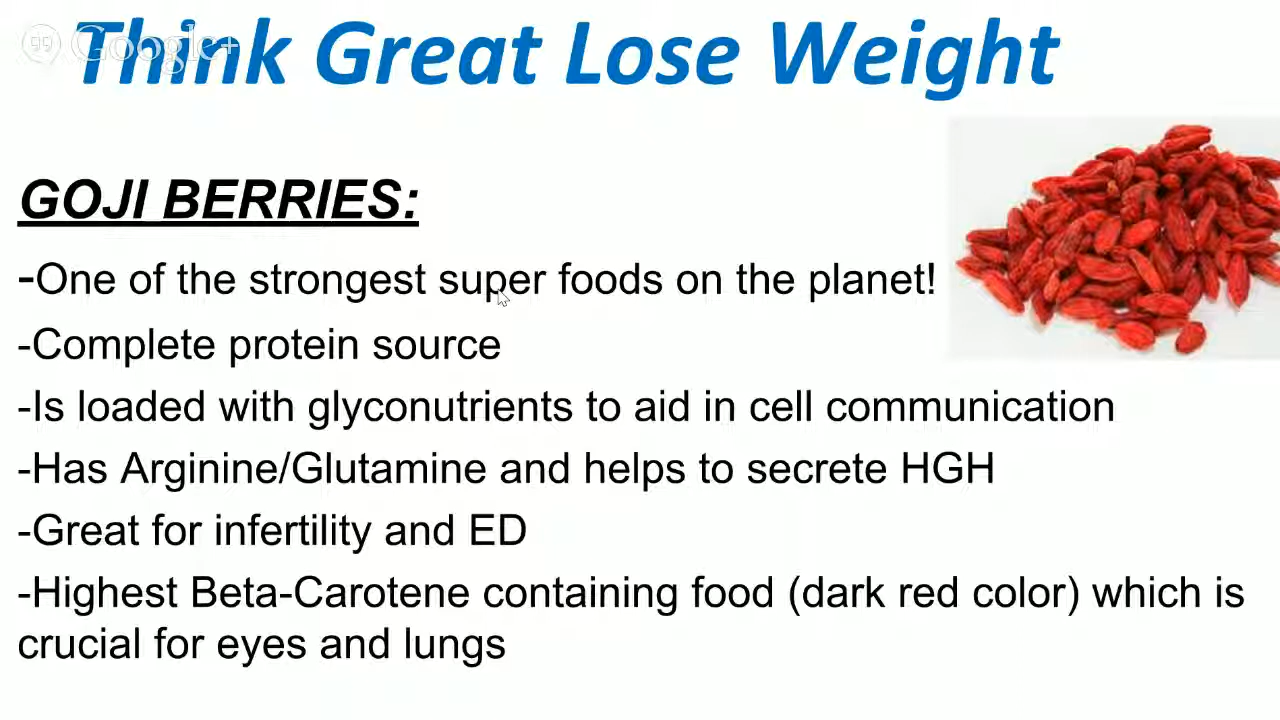 Google+
Think Great Lose Weight
GOJI BERRIES:
-One of the strongest super foods on the planet!
-Complete protein source
-Is loaded with glyconutrients to aid in cell communication
-Has Arginine/Glutamine and helps to secrete HGH
-Great for infertility and ED
-Highest Beta-Carotene containing food (dark red color) which is
crucial for eyes and lungs